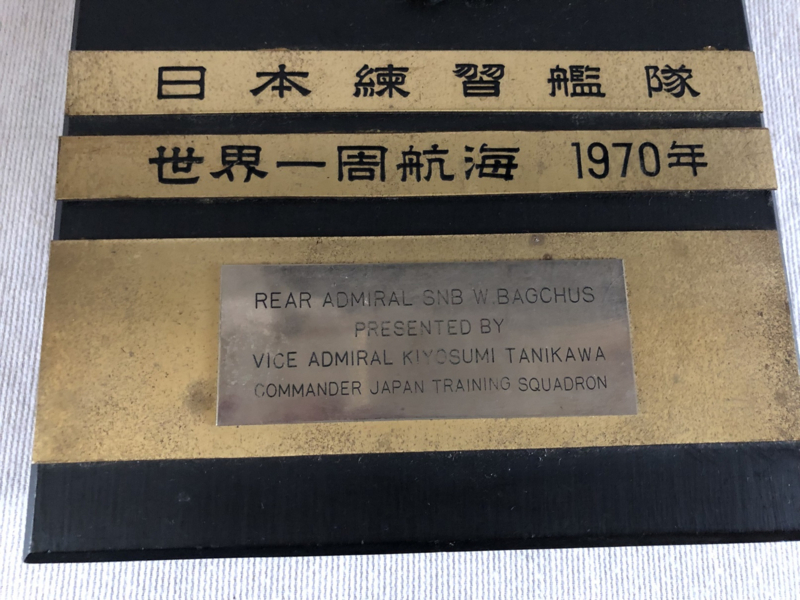 日本練習艦隊
世界一周航海 1970年
REAR ADMIRAL SNB W.BAGCHUS
PRESENTED BY
VICE ADMIRAL KIYOSUMI TANIKAWA
COMMANDER JAPAN TRAINING SQUADRON